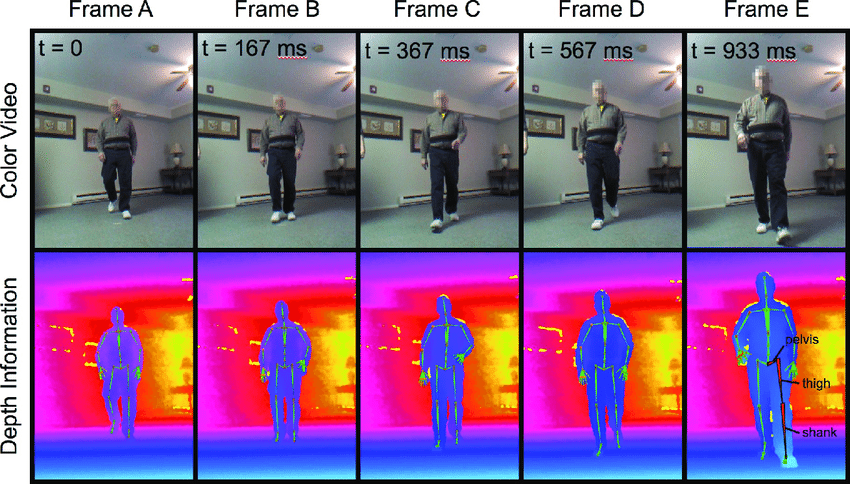 Frame A Frame B Frame C Frame D Frame E
Color Video
t = 0 t = 167 ms t = 367 ms t = 567 ms t = 933 ms
Depth Information
pelvis
thigh
shank